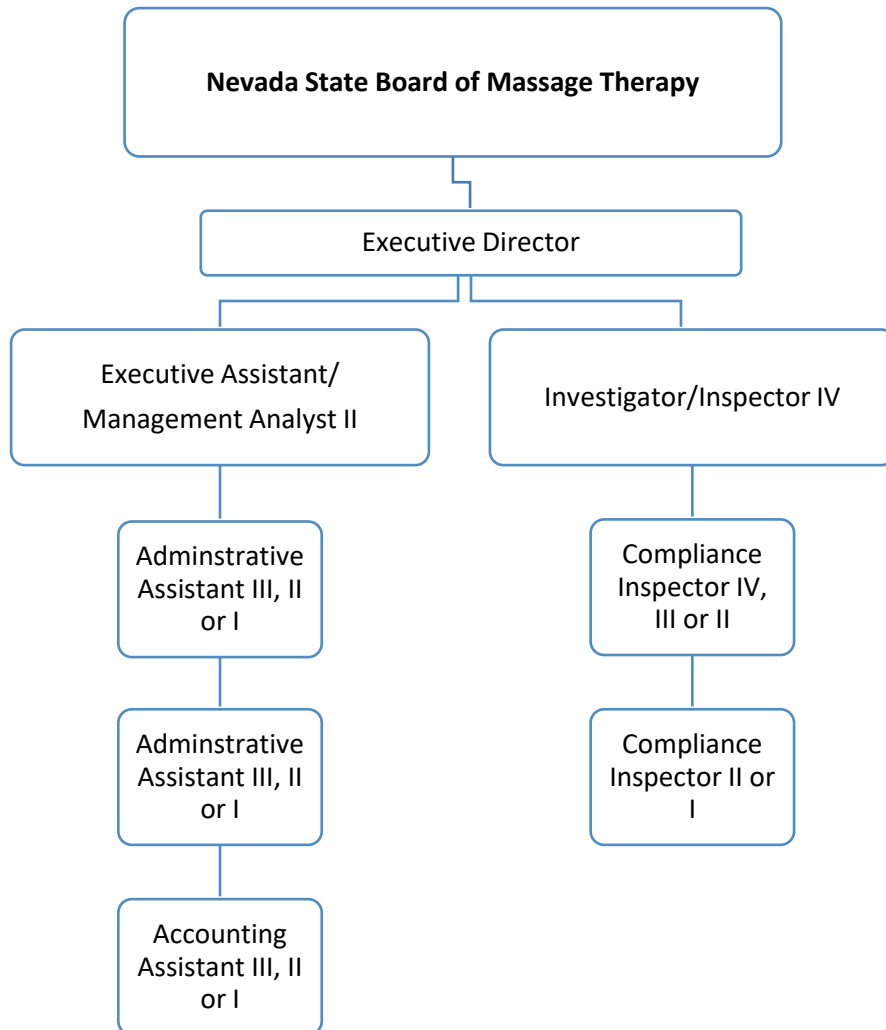 Nevada State Board of Massage Therapy
Executive Director
Executive Assistant/
Management Analyst II
Investigator/Inspector IV
Adminstrative
Assistant III, II
or I
Compliance
Inspector IV,
III or II
Adminstrative
Assistant III, II
or I
Compliance
Inspector II or
I
Accounting
Assistant III, II
or I